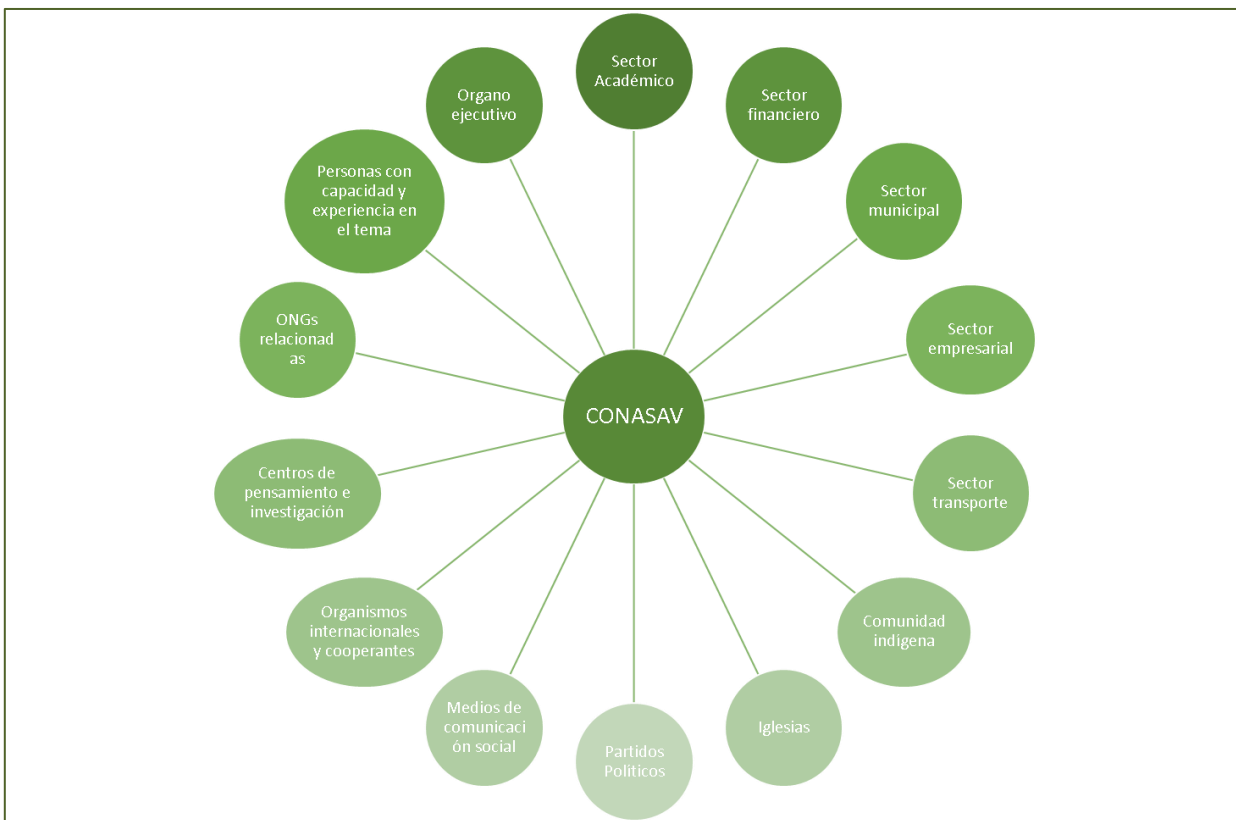 Sector
Académico
Sector
financiero
Sector
municipal
Sector
empresarial
Sector
transporte
Comunidad
indígena
Iglesias
Partidos
Politicos
Medios de
comunicaci
ón social
Organismos
internacionales
y cooperantes
Centros de
pensamiento e
investigación
ONGs
relacionad
as
Personas con
capacidad y
experiencia en
el tema
Organo
ejecutivo
CONASAV